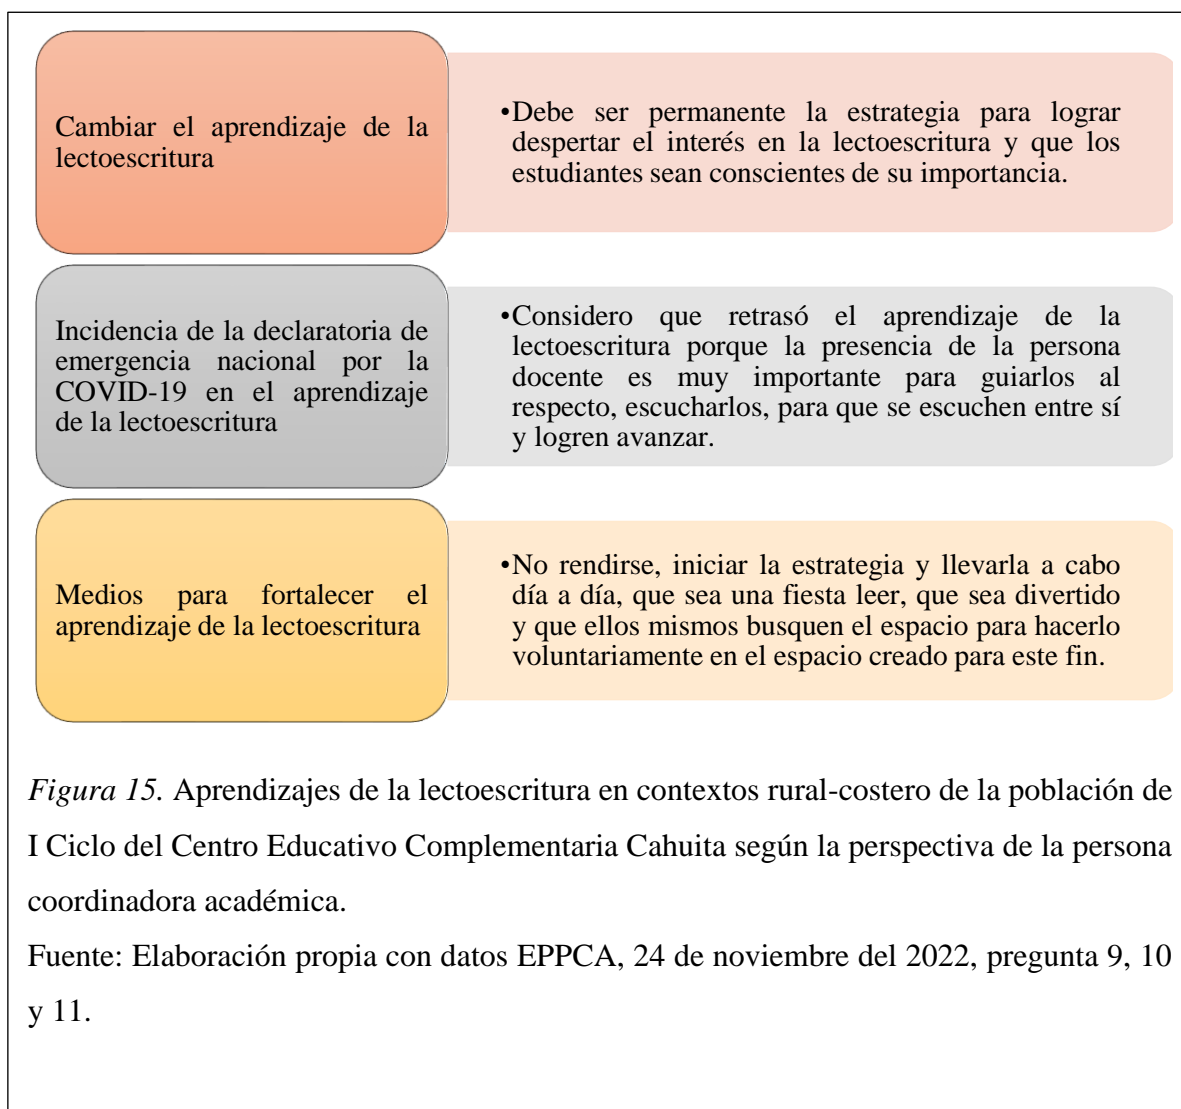 Cambiar el aprendizaje de la
lectoescritura
•Debe ser permanente la estrategia para lograr
despertar el interés en la lectoescritura y que los
estudiantes sean conscientes de su importancia.
Incidencia de la declaratoria de
emergencia nacional por la
COVID-19 en el aprendizaje
de la lectoescritura
•Considero que retrasó el aprendizaje de la
lectoescritura porque la presencia de la persona
docente es muy importante para guiarlos al
respecto, escucharlos, para que se escuchen entre sí
y logren avanzar.
Medios para fortalecer el
aprendizaje de la lectoescritura
•No rendirse, iniciar la estrategia y llevarla a cabo
día a día, que sea una fiesta leer, que sea divertido
y que ellos mismos busquen el espacio para hacerlo
voluntariamente en el espacio creado para este fin.
Figura 15. Aprendizajes de la lectoescritura en contextos rural-costero de la población de
I Ciclo del Centro Educativo Complementaria Cahuita según la perspectiva de la persona
coordinadora académica.
Fuente: Elaboración propia con datos EPPCA, 24 de noviembre del 2022, pregunta 9, 10
y 11.